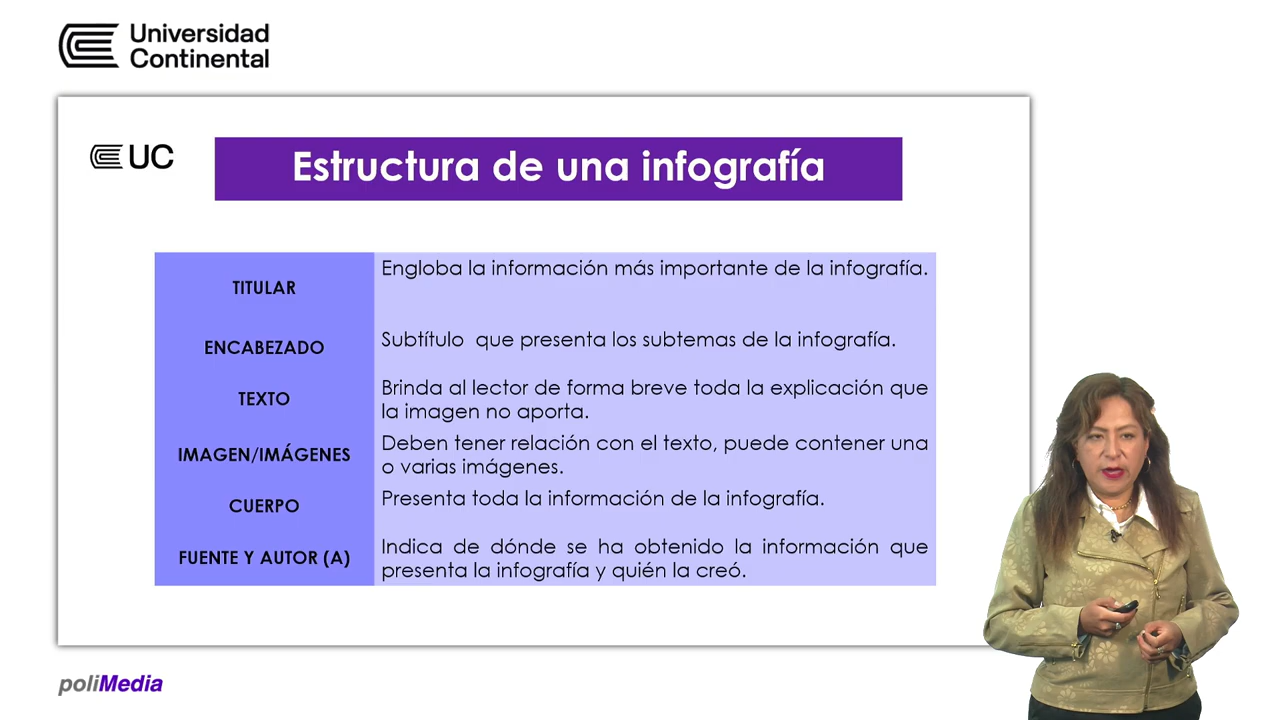 Universidad
Continental
UC
Estructura de una infografía
TITULAR
Engloba la información más importante de la infografía.
ENCABEZADO
Subtítulo que presenta los subtemas de la infografía.
TEXTO
Brinda al lector de forma breve toda la explicación que
la imagen no aporta.
IMAGEN/IMÁGENES
Deben tener relación con el texto, puede contener una
o varias imágenes.
CUERPO
Presenta toda la información de la infografía.
FUENTE Y AUTOR (A)
Indica de dónde se ha obtenido la información que
presenta la infografía y quién la creó.
poliMedia